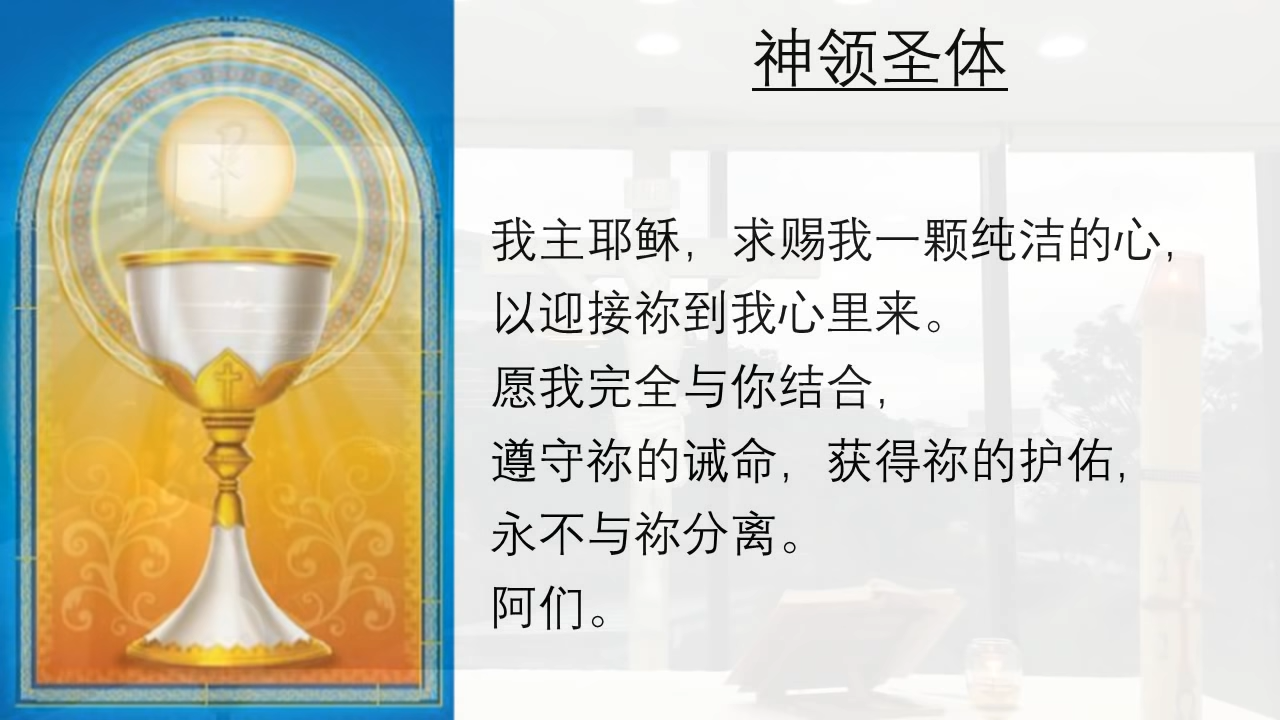 神领圣体
我主耶稣，求赐我一颗纯洁的心，
以迎接祢到我心里来。
愿我完全与你结合，
遵守祢的诫命，获得祢的护佑，
永不与祢分离。
阿们。